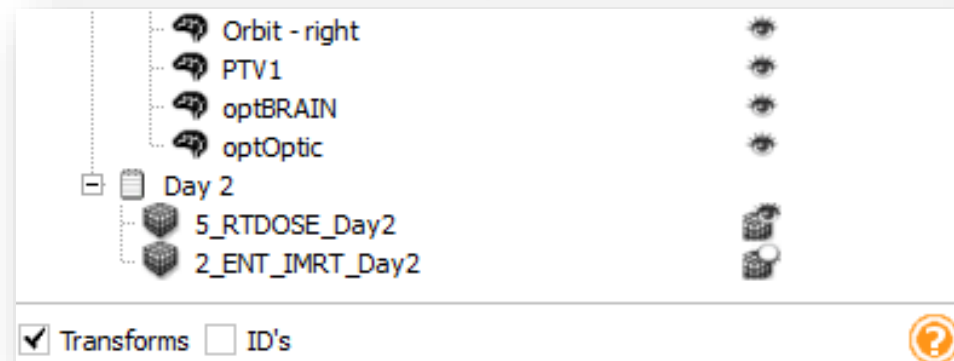 Orbit - right
PTV1
optBRAIN
optOptic
Day 2
5_RTDOSE_Day2
2_ENT_IMRT_Day2
Transforms ID's
?